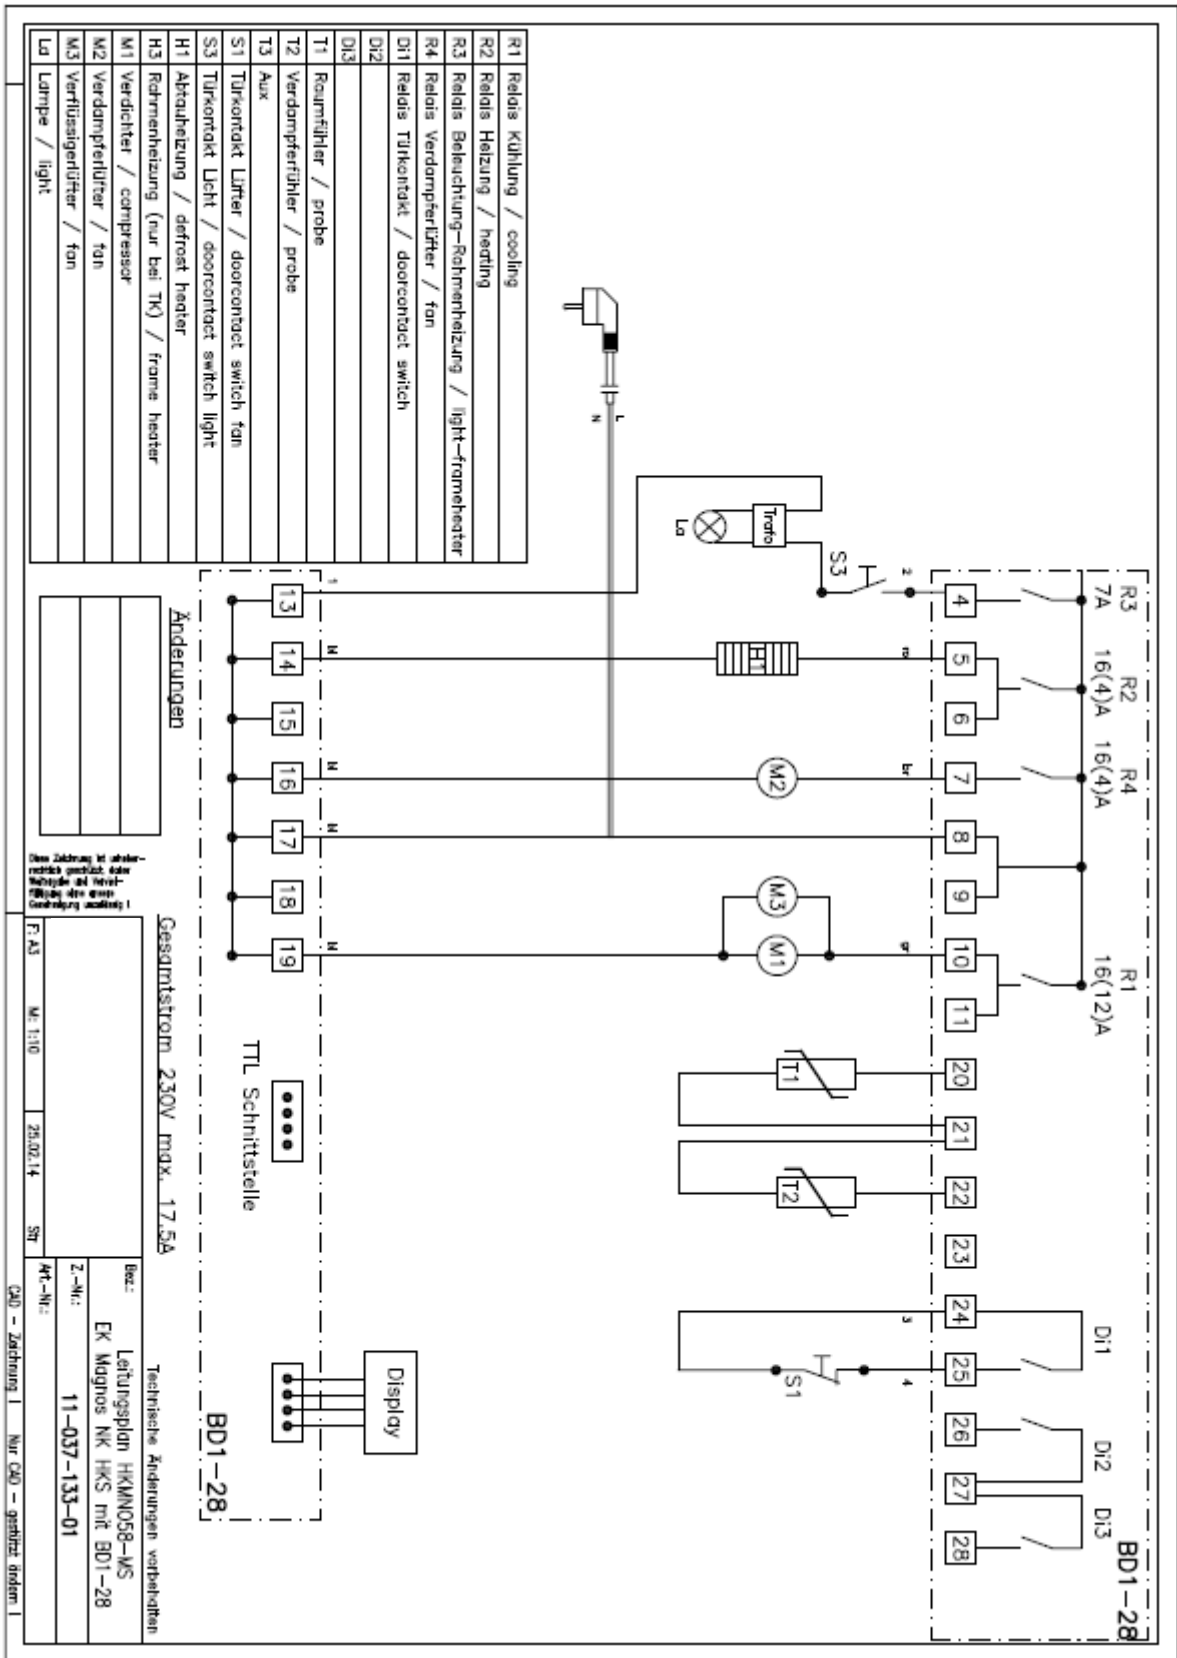 R3
7A
R2
16(4)A
R4
16(4)A
R1
16(12)A
Di1
Di2
Di3
BD1-28
4
5
6
7
8
9
10
11
20
21
22
23
24
25
26
27
28
2
br
gr
3
4
S3
Trafo
La
H1
M2
M3
M1
T1
T2
S1
L
N
1
13
14
15
16
17
18
19
TTL Schnittstelle
Display
BD1-28
R1 Relais Kühlung / cooling
R2 Relais Heizung / heating
R3 Relais Beleuchtung-Rahmenheizung / light-frameheater
R4 Relais Verdampferlüfter / fan
Di1 Relais Türkontakt / doorcontact switch
Di2
Di3
T1 Raumfühler / probe
T2 Verdampferfühler / probe
T3 Aux
S1 Türkontakt Lüfter / doorcontact switch fan
S3 Türkontakt Licht / doorcontact switch light
H1 Abtauheizung / defrost heater
H3 Rahmenheizung (nur bei TK) / frame heater
M1 Verdichter / compressor
M2 Verdampferlüfter / fan
M3 Verflüssigerlüfter / fan
La Lampe / light
Änderungen
Gesamtstrom 230V max. 17,5A
Technische Änderungen vorbehalten
F: A3
M: 1:10
25.02.14
Str
Bez.:
Leitungsplan HKMN058-MS
EK Magnos NK HKS mit BD1-28
Z.-Nr.:
11-037-133-01
Art.-Nr.:
CAD - Zeichnung ! Nur CAD - gestützt ändern !